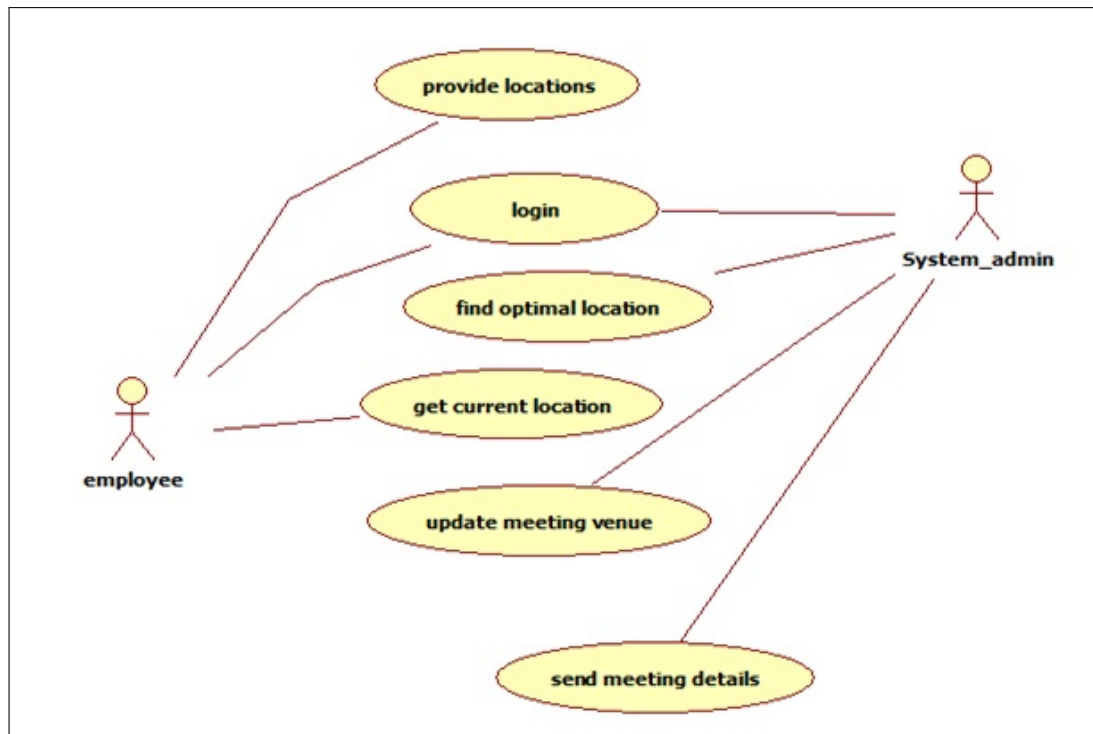 provide locations
login
System_admin
find optimal location
get current location
employee
update meeting venue
send meeting details